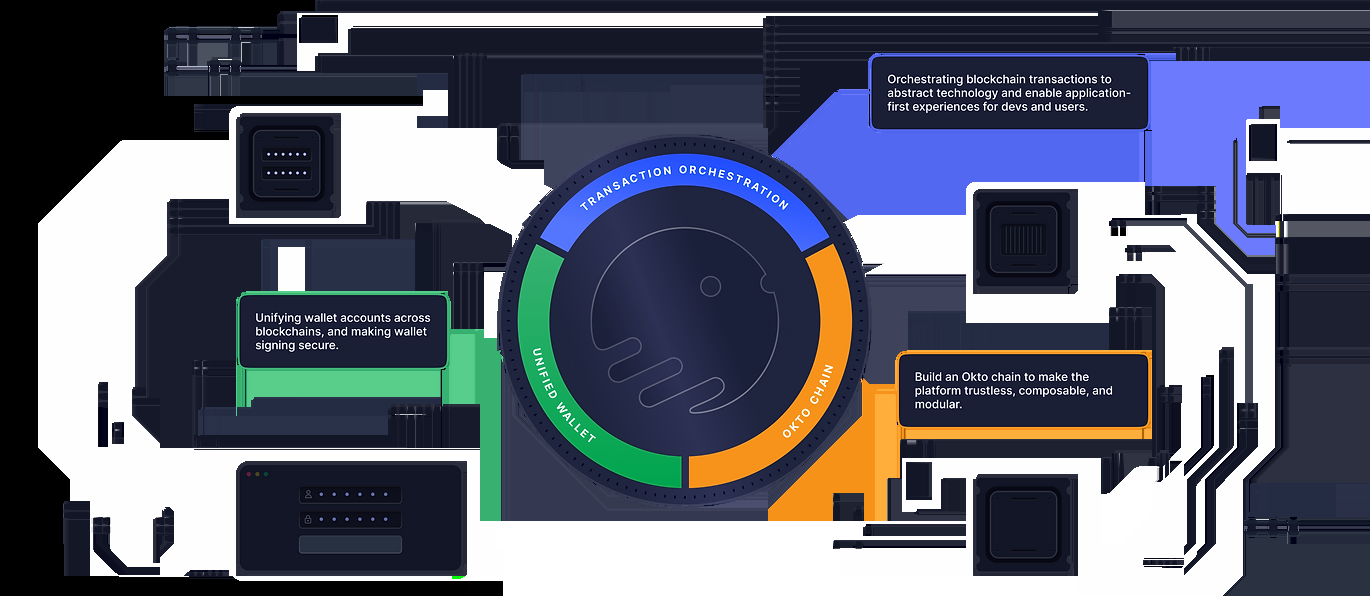 Orchestrating blockchain transactions to
abstract technology and enable application-
first experiences for devs and users.
TRANSACTION ORCHESTRATION
Unifying wallet accounts across
blockchains, and making wallet
signing secure.
UNIFIED WALLET
OKTO CHAIN
Build an Okto chain to make the
platform trustless, composable, and
modular.